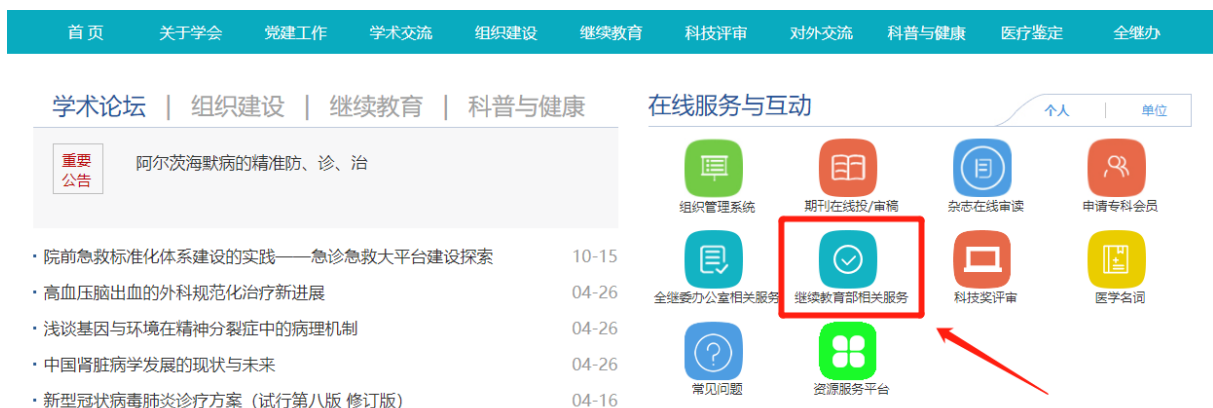 首页 关于学会 党建工作 学术交流 组织建设 继续教育 科技评审 对外交流 科普与健康 医疗鉴定 全继办
学术论坛 | 组织建设 | 继续教育 | 科普与健康
重要
公告
阿尔茨海默病的精准防、诊、治
· 院前急救标准化体系建设的实践——急诊急救大平台建设探索 10-15
· 高血压脑出血的外科规范化治疗新进展 04-26
· 浅谈基因与环境在精神分裂症中的病理机制 04-26
· 中国肾脏病学发展的现状与未来 04-26
· 新型冠状病毒肺炎诊疗方案（试行第八版 修订版） 04-16
在线服务与互动 个人 | 单位
组织管理系统 期刊在线投/审稿 杂志在线审读 申请专科会员
全继委办公室相关服务 继续教育部相关服务 科技奖评审 医学名词
常见问题 资源服务平台